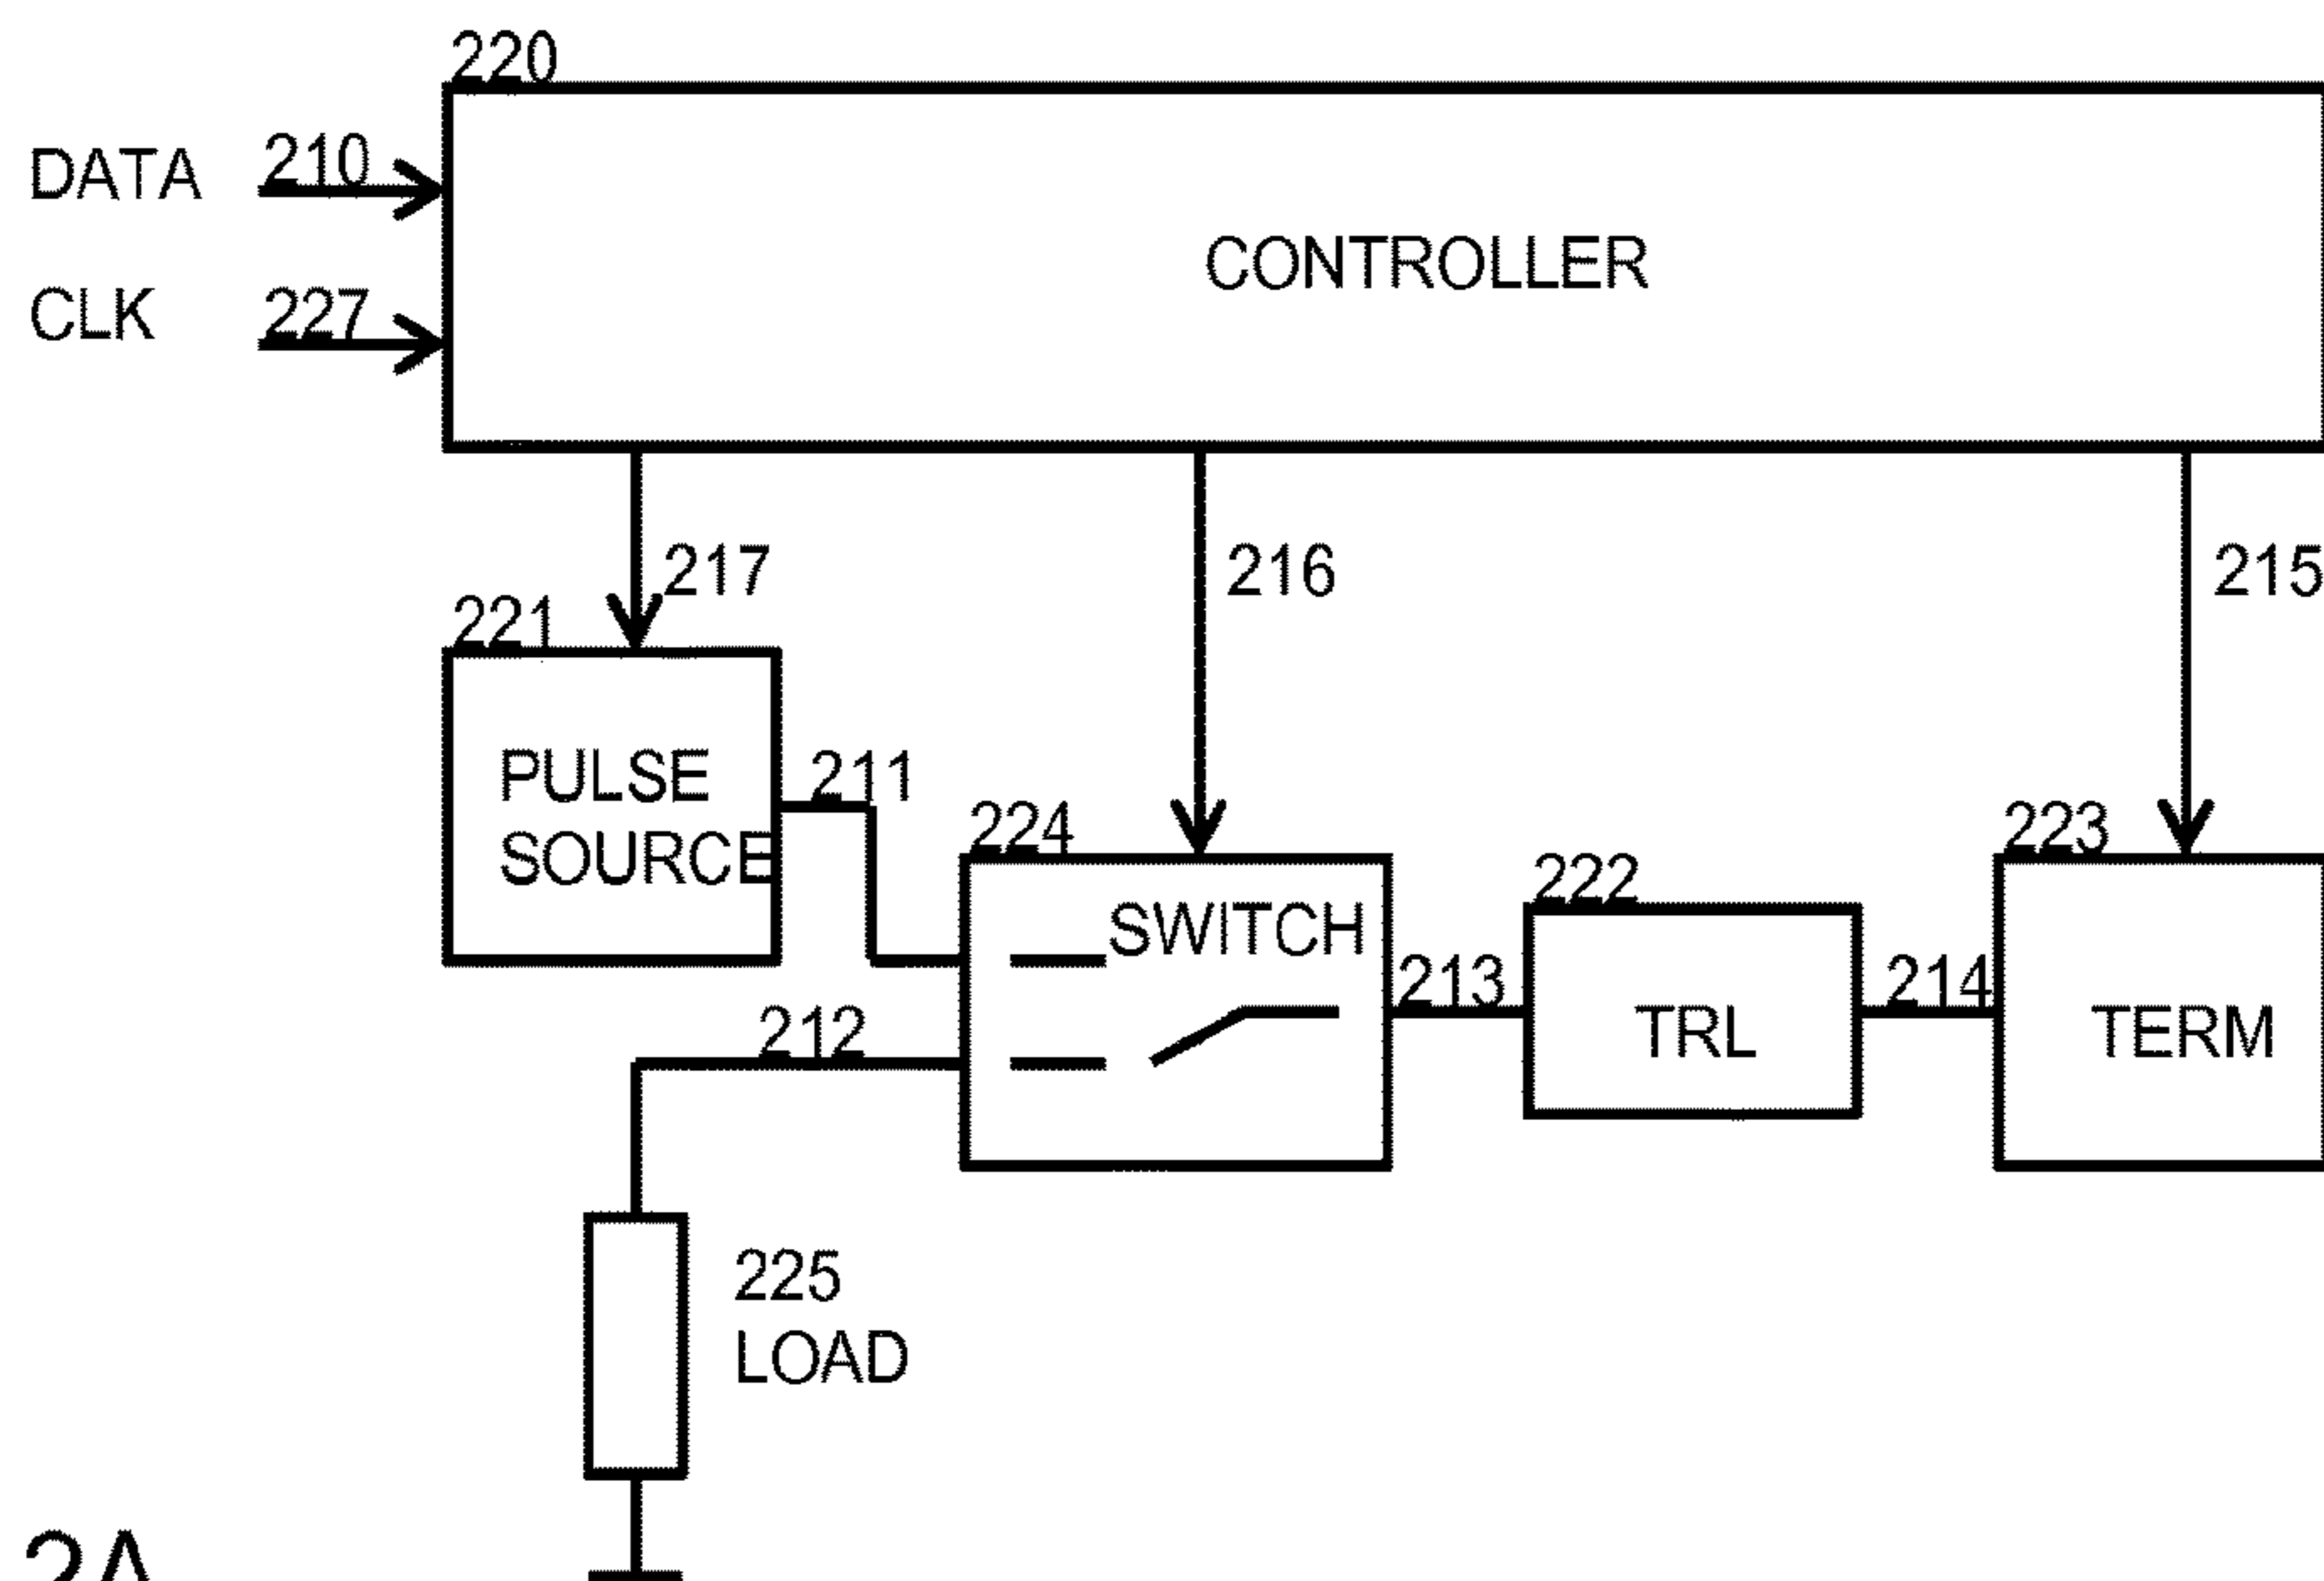 220
DATA 210
CONTROLLER
CLK 227
217
216
215
221
PULSE
SOURCE
211
224
SWITCH
223
222
213
214
TRL
TERM
212
225
LOAD
2A